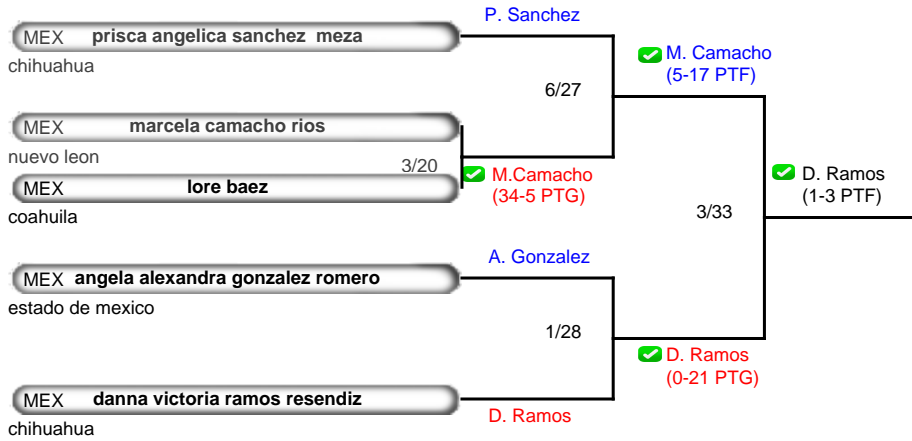 P. Sanchez
MEX prisca angelica sanchez meza
chihuahua
M. Camacho
(5-17 PTF)
6/27
MEX marcela camacho rios
nuevo leon
3/20
M.Camacho
(34-5 PTG)
MEX lore baez
coahuila
D. Ramos
(1-3 PTF)
3/33
A. Gonzalez
MEX angela alexandra gonzalez romero
estado de mexico
1/28
D. Ramos
(0-21 PTG)
MEX danna victoria ramos resendiz
D. Ramos
chihuahua